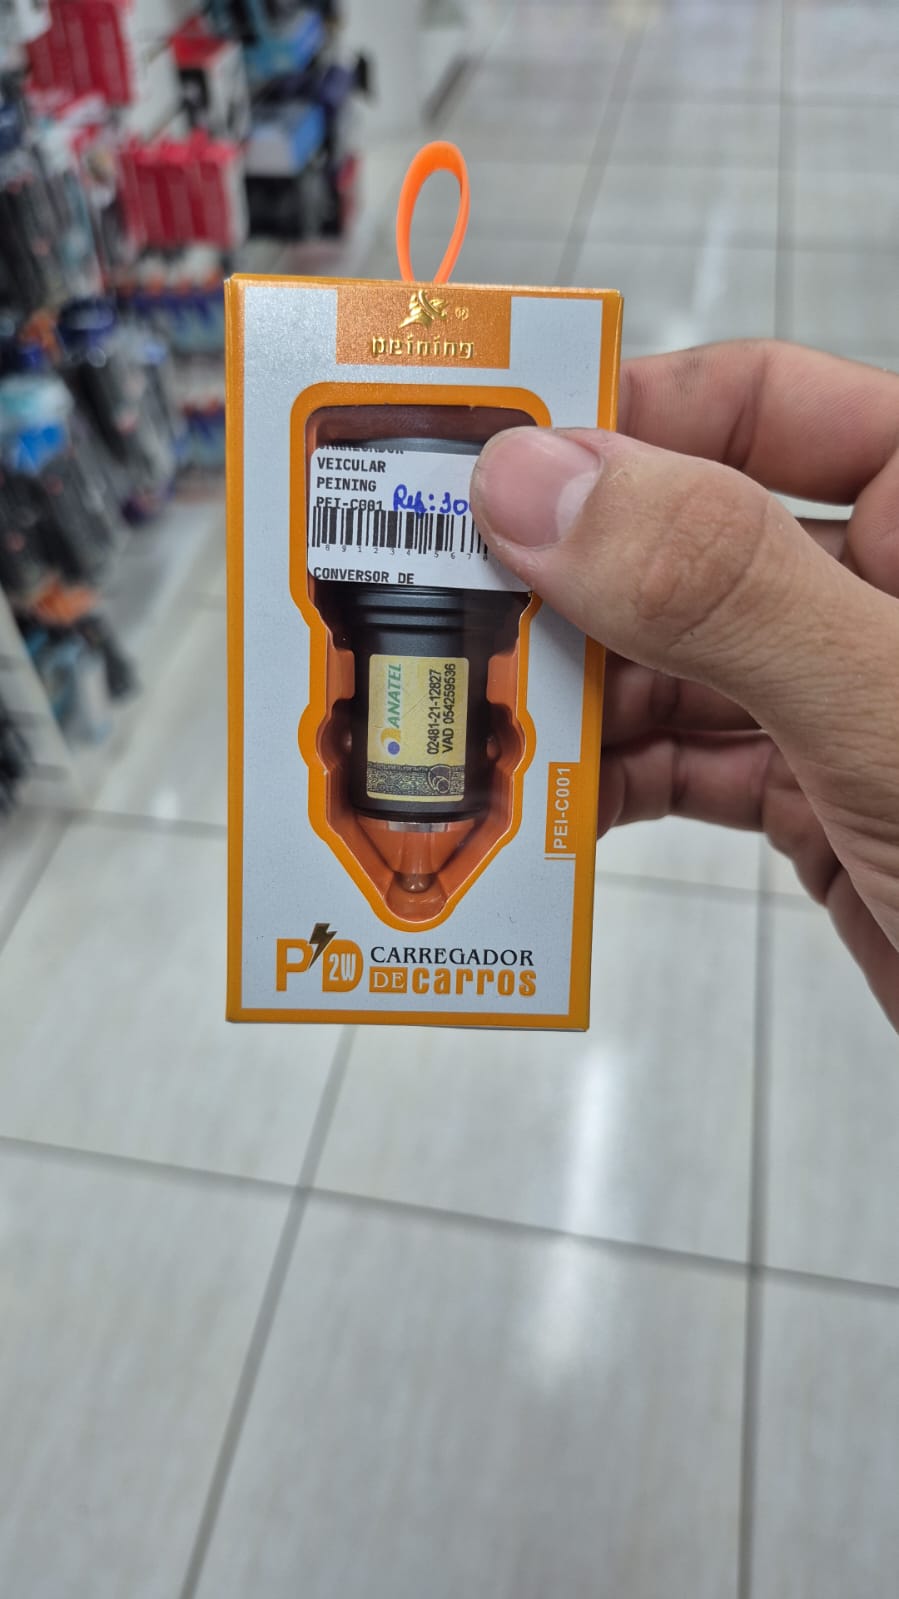 peining
VEICULAR
PEINING
PEI-C001 Ref:
CONVERSOR DE
ANATEL
02481-21-12827
VAD 054259536
PEI-C001
PD
2W
CARREGADOR
DE carros